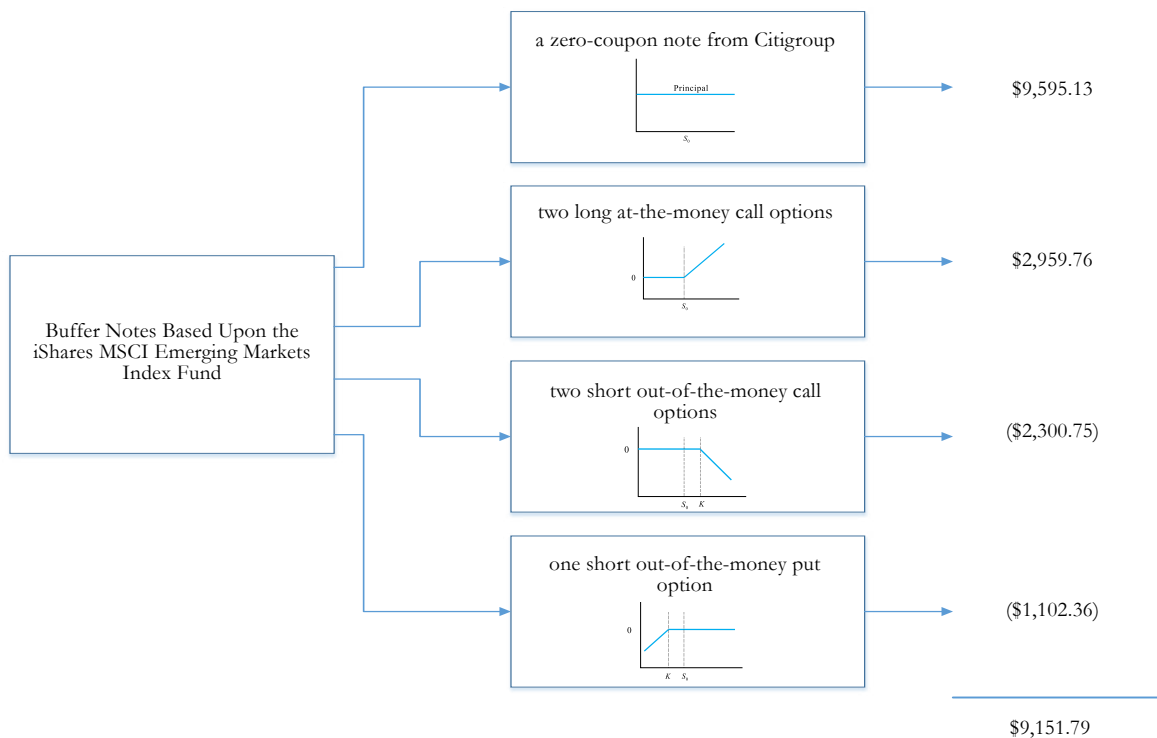 a zero-coupon note from Citigroup
Principal
S0
$9,595.13
two long at-the-money call options
0
S0
$2,959.76
Buffer Notes Based Upon the
iShares MSCI Emerging Markets
Index Fund
two short out-of-the-money call
options
0
S0 K
($2,300.75)
one short out-of-the-money put
option
0
K S0
($1,102.36)
$9,151.79